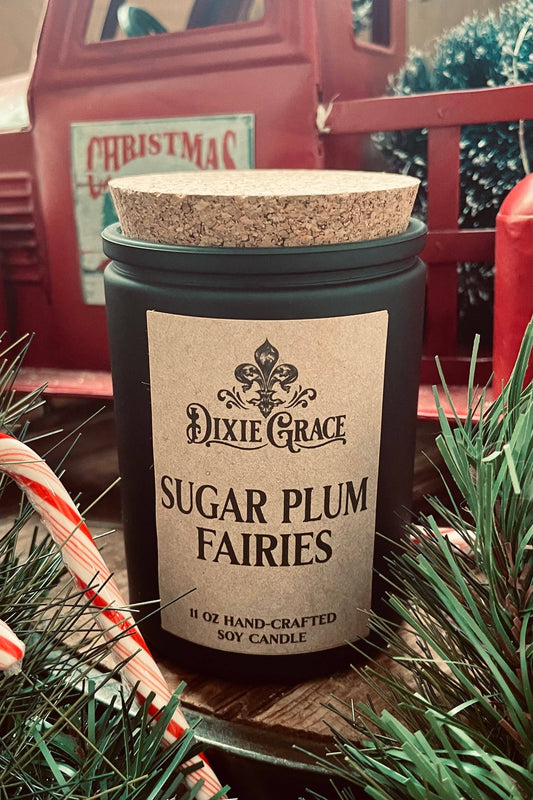 CHRISTMAS
DIXIE GRACE
SUGAR PLUM
FAIRIES
11 OZ HAND-CRAFTED
SOY CANDLE